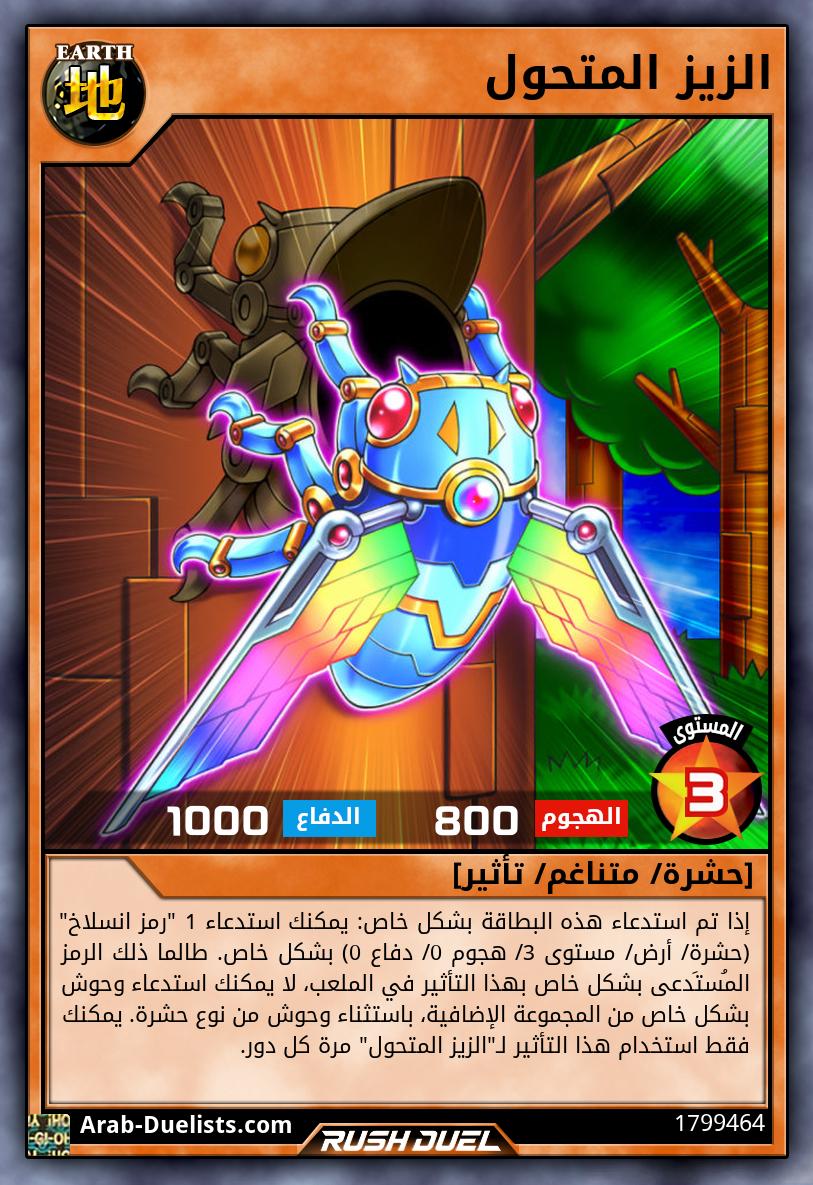 الزيز المتحول
EARTH
地
المستوى
3
الهجوم 800 الدفاع 1000
[حشرة/ متناغم/ تأثير]
إذا تم استدعاء هذه البطاقة بشكل خاص: يمكنك استدعاء 1 "رمز انسلاخ"
(حشرة/ أرض/ مستوى 3/ هجوم 0/ دفاع 0) بشكل خاص. طالما ذلك الرمز
المُستَدعى بشكل خاص بهذا التأثير في الملعب، لا يمكنك استدعاء وحوش
بشكل خاص من المجموعة الإضافية، باستثناء وحوش من نوع حشرة. يمكنك
فقط استخدام هذا التأثير لـ"الزيز المتحول" مرة كل دور.
Arab-Duelists.com
RUSH DUEL
1799464